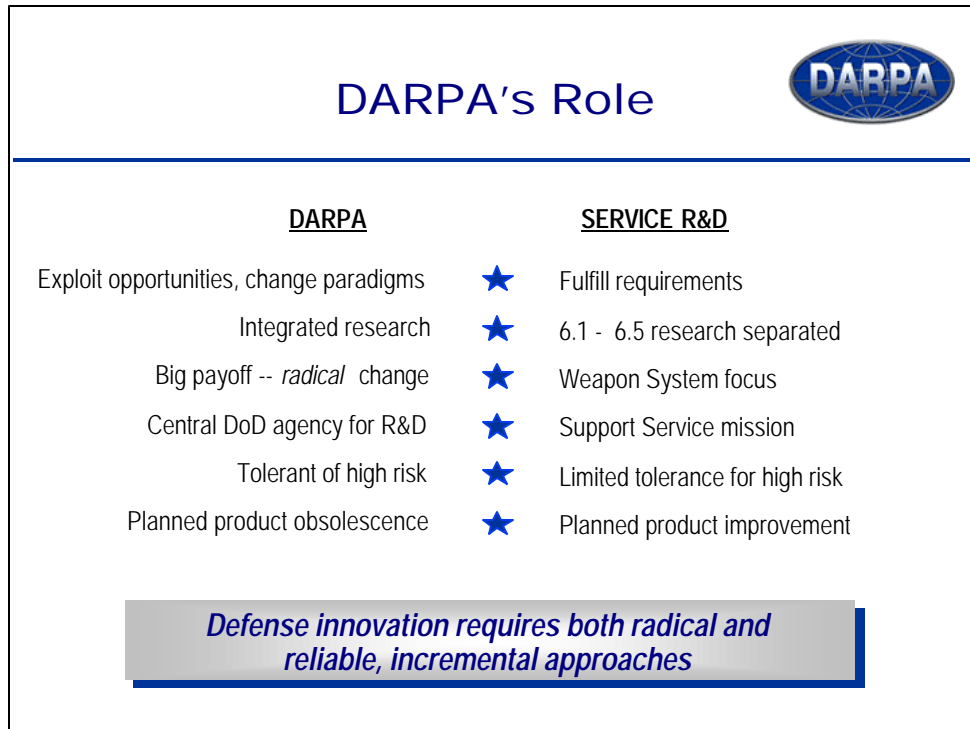 DARPA's Role
DARPA
DARPA SERVICE R&D
Exploit opportunities, change paradigms Fulfill requirements
Integrated research 6.1 - 6.5 research separated
Big payoff -- radical change Weapon System focus
Central DoD agency for R&D Support Service mission
Tolerant of high risk Limited tolerance for high risk
Planned product obsolescence Planned product improvement
Defense innovation requires both radical and
reliable, incremental approaches